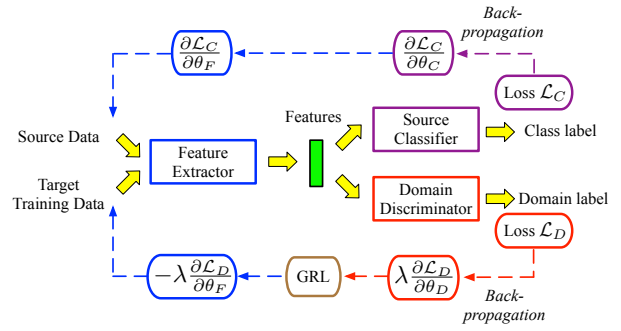 Back-
propagation
∂ℒ_C
∂θ_F
∂ℒ_C
∂θ_C
Loss ℒ_C
Features
Source Data
Source
Classifier
Class label
Feature
Extractor
Target
Training Data
Domain
Discriminator
Domain label
Loss ℒ_D
−λ ∂ℒ_D
∂θ_F
GRL
λ ∂ℒ_D
∂θ_D
Back-
propagation